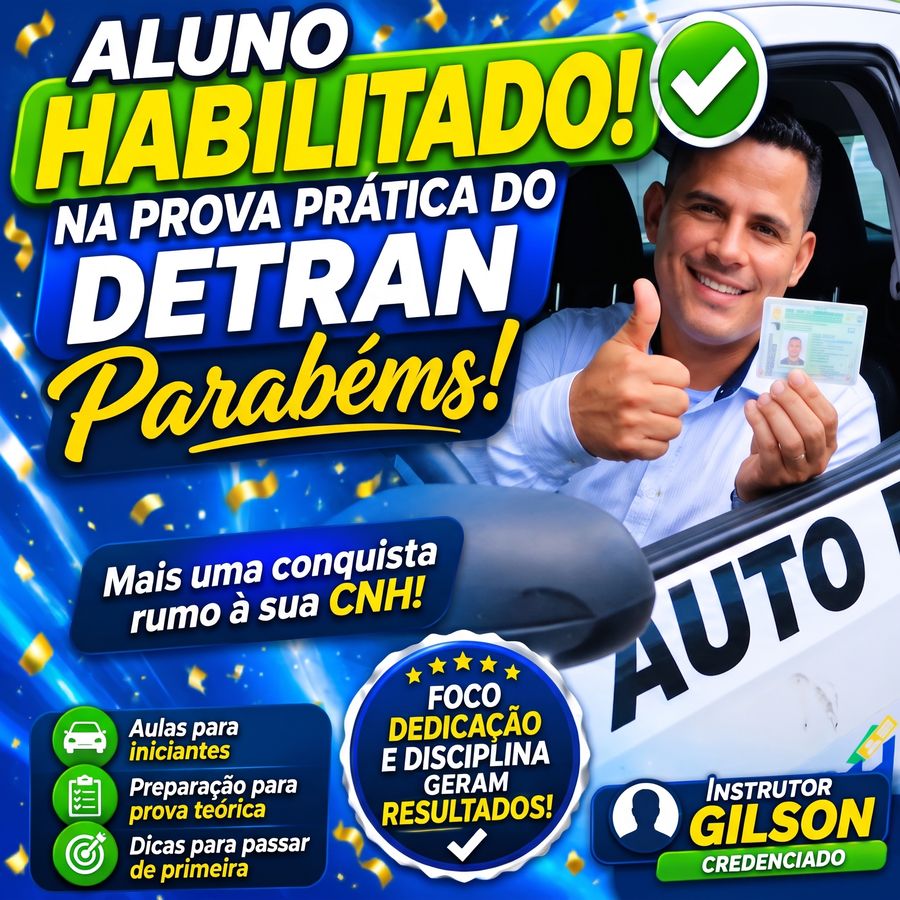 ALUNO
HABILITADO!
NA PROVA PRÁTICA DO
DETRAN
Parabéms!
Mais uma conquista
rumo à sua CNH!
AUTO
Aulas para
iniciantes
Preparação para
prova teórica
Dicas para passar
de primeira
FOCO
DEDICAÇÃO
E DISCIPLINA
GERAM
RESULTADOS!
INSTRUTOR
GILSON
CREDENCIADO